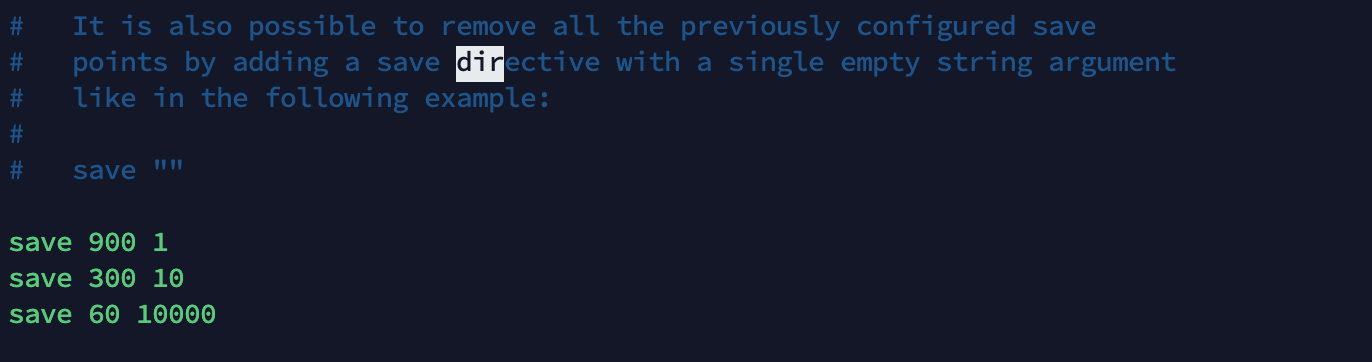 #   It is also possible to remove all the previously configured save
#   points by adding a save directive with a single empty string argument
#   like in the following example:
#
#   save ""
save 900 1
save 300 10
save 60 10000